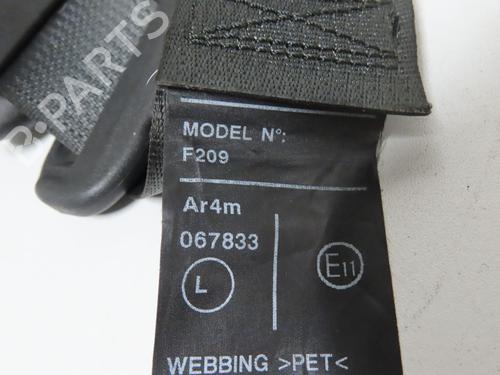 B-PARTS
MODEL N°:
F209
Ar4m
067833
L
E11
WEBBING >PET<